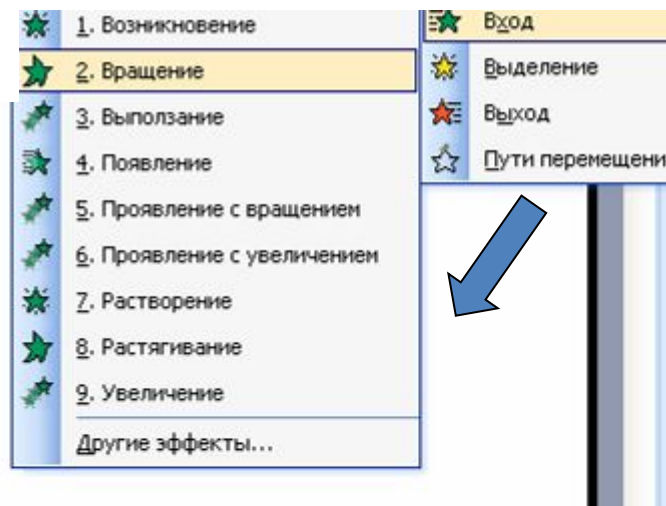 1. Возникновение
2. Вращение
3. Выползание
4. Появление
5. Проявление с вращением
6. Проявление с увеличением
7. Растворение
8. Растягивание
9. Увеличение
Другие эффекты...
Вход
Выделение
Выход
Пути перемещени